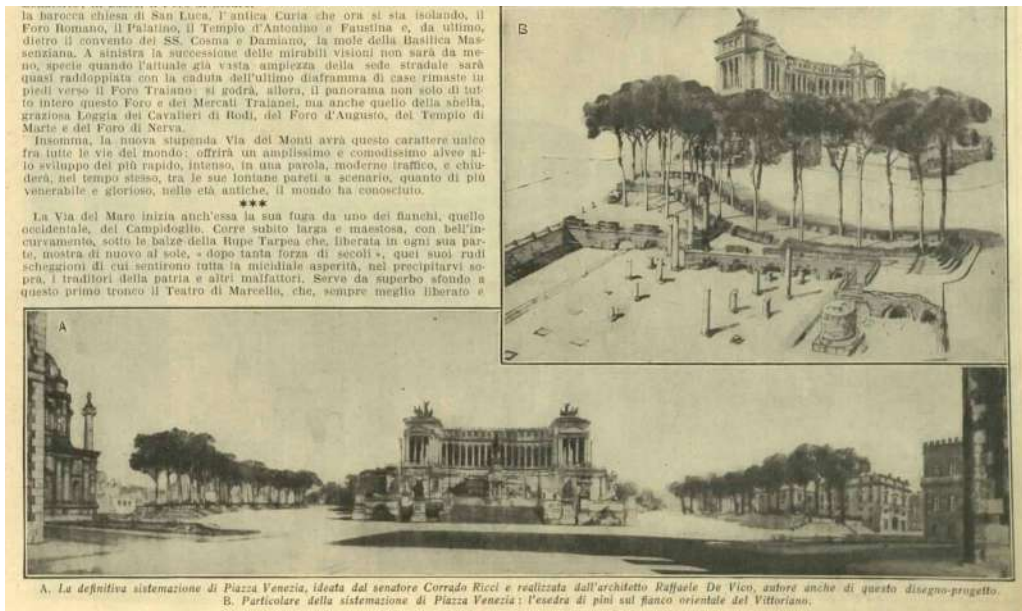 la barocca chiesa di San Luca, l'antica Curia che ora si sta isolando, il
Foro Romano, il Palatino, il Tempio d'Antonino e Faustina e, da ultimo,
dietro il convento dei SS. Cosma e Damiano, la mole della Basilica Mas-
senziana. A sinistra la successione delle mirabili visioni non sarà da me-
no, specie quando l'attuale già vasta ampiezza della sede stradale sarà
quasi raddoppiata con la caduta dell'ultimo diaframma di case rimaste in
piedi verso il Foro Traiano: si godrà, allora, il panorama non solo di tut-
to intero questo Foro e dei Mercati Traianei, ma anche quello della snella,
graziosa Loggia dei Cavalieri di Rodi, del Foro d'Augusto, del Tempio di
Marte e del Foro di Nerva.
Insomma, la nuova stupenda Via dei Monti avrà questo carattere unico
fra tutte le vie del mondo: offrirà un amplissimo e comodissimo alveo al-
lo sviluppo del più rapido, intenso, in una parola, moderno traffico, e chiu-
derà, nel tempo stesso, tra le sue lontane pareti a scenario, quanto di più
venerabile e glorioso, nelle età antiche, il mondo ha conosciuto.
***
La Via del Mare inizia anch'essa la sua fuga da uno dei fianchi, quello
occidentale, del Campidoglio. Corre subito larga e maestosa, con bell'in-
curvamento, sotto le balze della Rupe Tarpea che, liberata in ogni sua par-
te, mostra di nuovo al sole, « dopo tanta forza di secoli », quei suoi rudi
scheggioni di cui sentirono tutta la micidiale asperità, nel precipitarvi so-
pra, i traditori della patria e altri malfattori. Serve da superbo sfondo a
questo primo tronco il Teatro di Marcello, che, sempre meglio liberato e
B
A
A. La definitiva sistemazione di Piazza Venezia, ideata dal senatore Corrado Ricci e realizzata dall'architetto Raffaele De Vico, autore anche di questo disegno-progetto.
B. Particolare della sistemazione di Piazza Venezia: l'esedra di pini sul fianco orientale del Vittoriano.